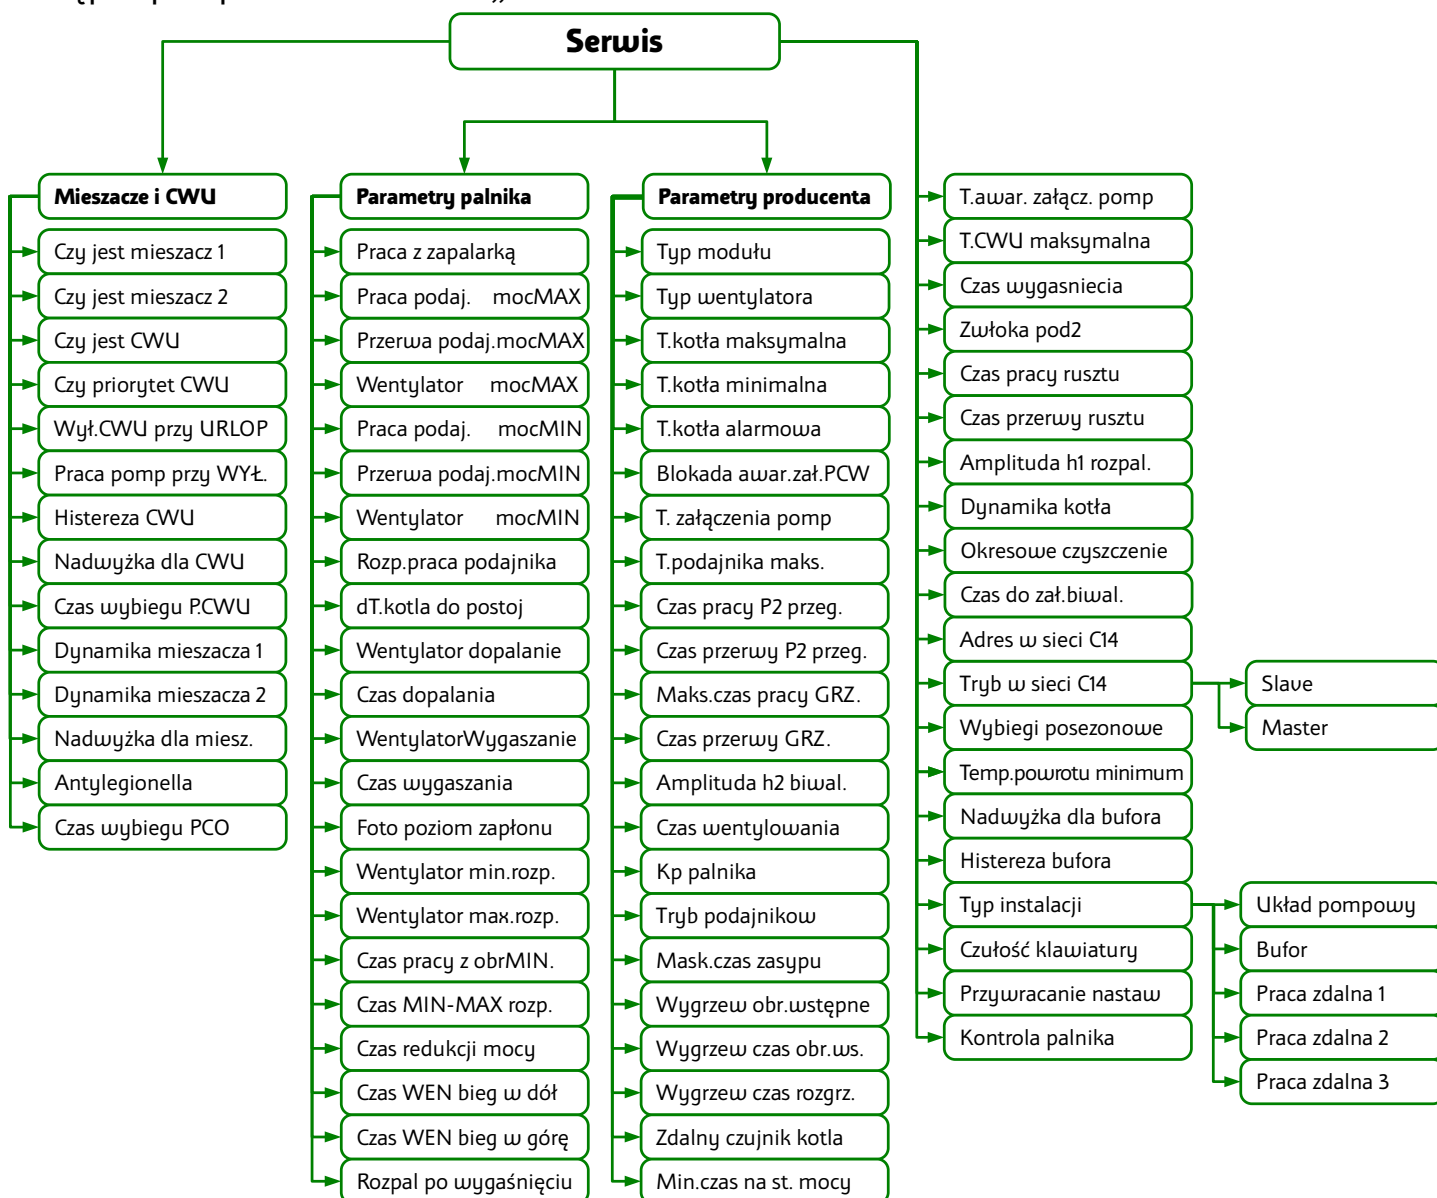 Serwis
Mieszacze i CWU
Czy jest mieszacz 1
Czy jest mieszacz 2
Czy jest CWU
Czy priorytet CWU
Wył.CWU przy URLOP
Praca pomp przy WYŁ.
Histereza CWU
Nadwyżka dla CWU
Czas wybiegu P.CWU
Dynamika mieszacza 1
Dynamika mieszacza 2
Nadwyżka dla miesz.
Antylegionella
Czas wybiegu PCO
Parametry palnika
Praca z zapalarką
Praca podaj. mocMAX
Przerwa podaj.mocMAX
Wentylator mocMAX
Praca podaj. mocMIN
Przerwa podaj.mocMIN
Wentylator mocMIN
Rozp.praca podajnika
dT.kotla do postoj
Wentylator dopalanie
Czas dopalania
WentylatorWygaszanie
Czas wygaszania
Foto poziom zapłonu
Wentylator min.rozp.
Wentylator max.rozp.
Czas pracy z obrMIN.
Czas MIN-MAX rozp.
Czas redukcji mocy
Czas WEN bieg w dół
Czas WEN bieg w górę
Rozpal po wygaśnięciu
Parametry producenta
Typ modułu
Typ wentylatora
T.kotła maksymalna
T.kotła minimalna
T.kotła alarmowa
Blokada awar.zał.PCW
T. załączenia pomp
T.podajnika maks.
Czas pracy P2 przeg.
Czas przerwy P2 przeg.
Maks.czas pracy GRZ.
Czas przerwy GRZ.
Amplituda h2 biwal.
Czas wentylowania
Kp palnika
Tryb podajnikow
Mask.czas zasypu
Wygrzew obr.wstępne
Wygrzew czas obr.ws.
Wygrzew czas rozgrz.
Zdalny czujnik kotla
Min.czas na st. mocy
T.awar. załącz. pomp
T.CWU maksymalna
Czas wygasniecia
Zwłoka pod2
Czas pracy rusztu
Czas przerwy rusztu
Amplituda h1 rozpal.
Dynamika kotła
Okresowe czyszczenie
Czas do zał.biwal.
Adres w sieci C14
Tryb w sieci C14
Wybiegi posezonowe
Temp.powrotu minimum
Nadwyżka dla bufora
Histereza bufora
Typ instalacji
Czułość klawiatury
Przywracanie nastaw
Kontrola palnika
Slave
Master
Układ pompowy
Bufor
Praca zdalna 1
Praca zdalna 2
Praca zdalna 3